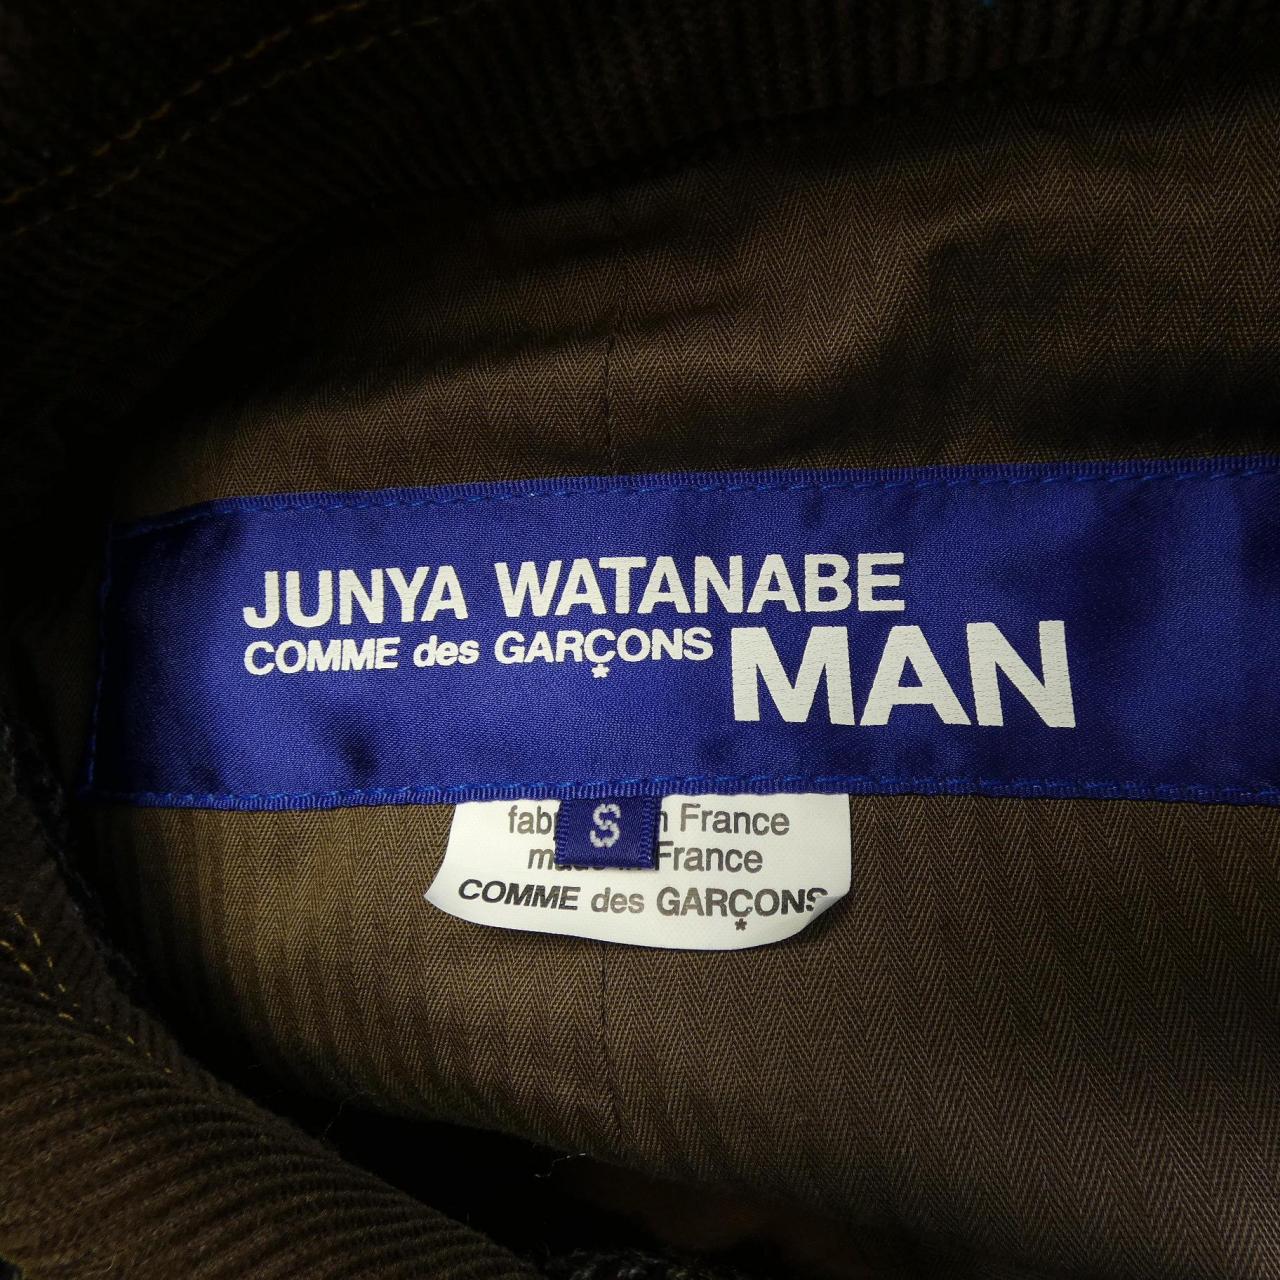 JUNYA WATANABE
COMME des GARÇONS MAN
S
France
France
COMME des GARÇONS